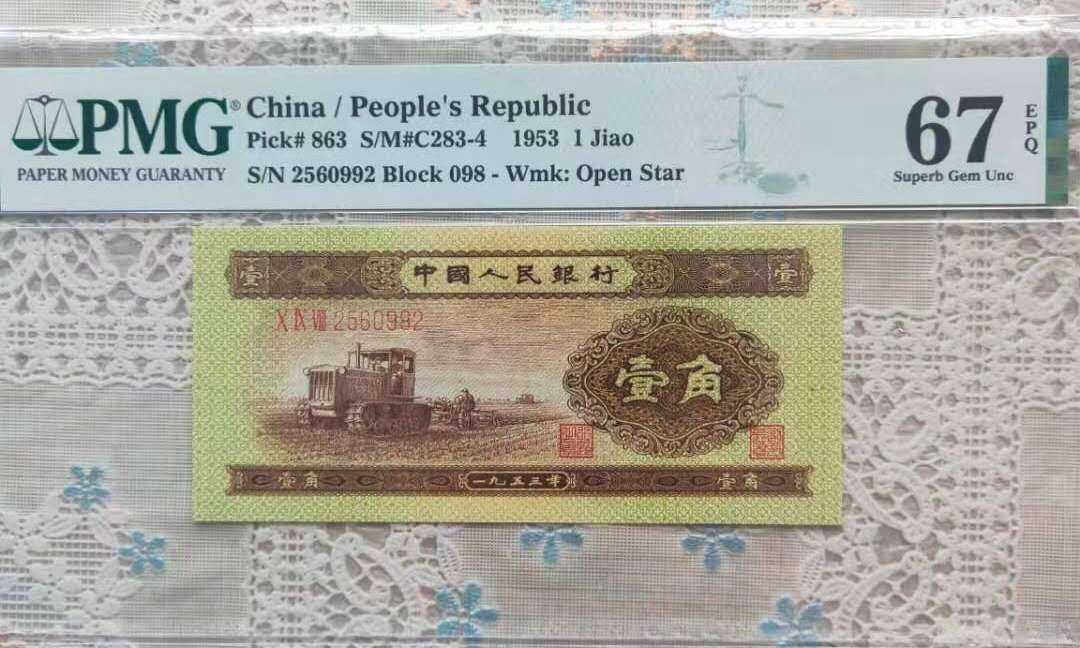 PMG®
PAPER MONEY GUARANTY
China / People's Republic
Pick# 863 S/M#C283-4 1953 1 Jiao
S/N 2560992 Block 098 - Wmk: Open Star
67
EPQ
Superb Gem Unc
壹 中國人民銀行 壹
X IX VIII 2560992
壹角
壹角 一九五三年 壹角